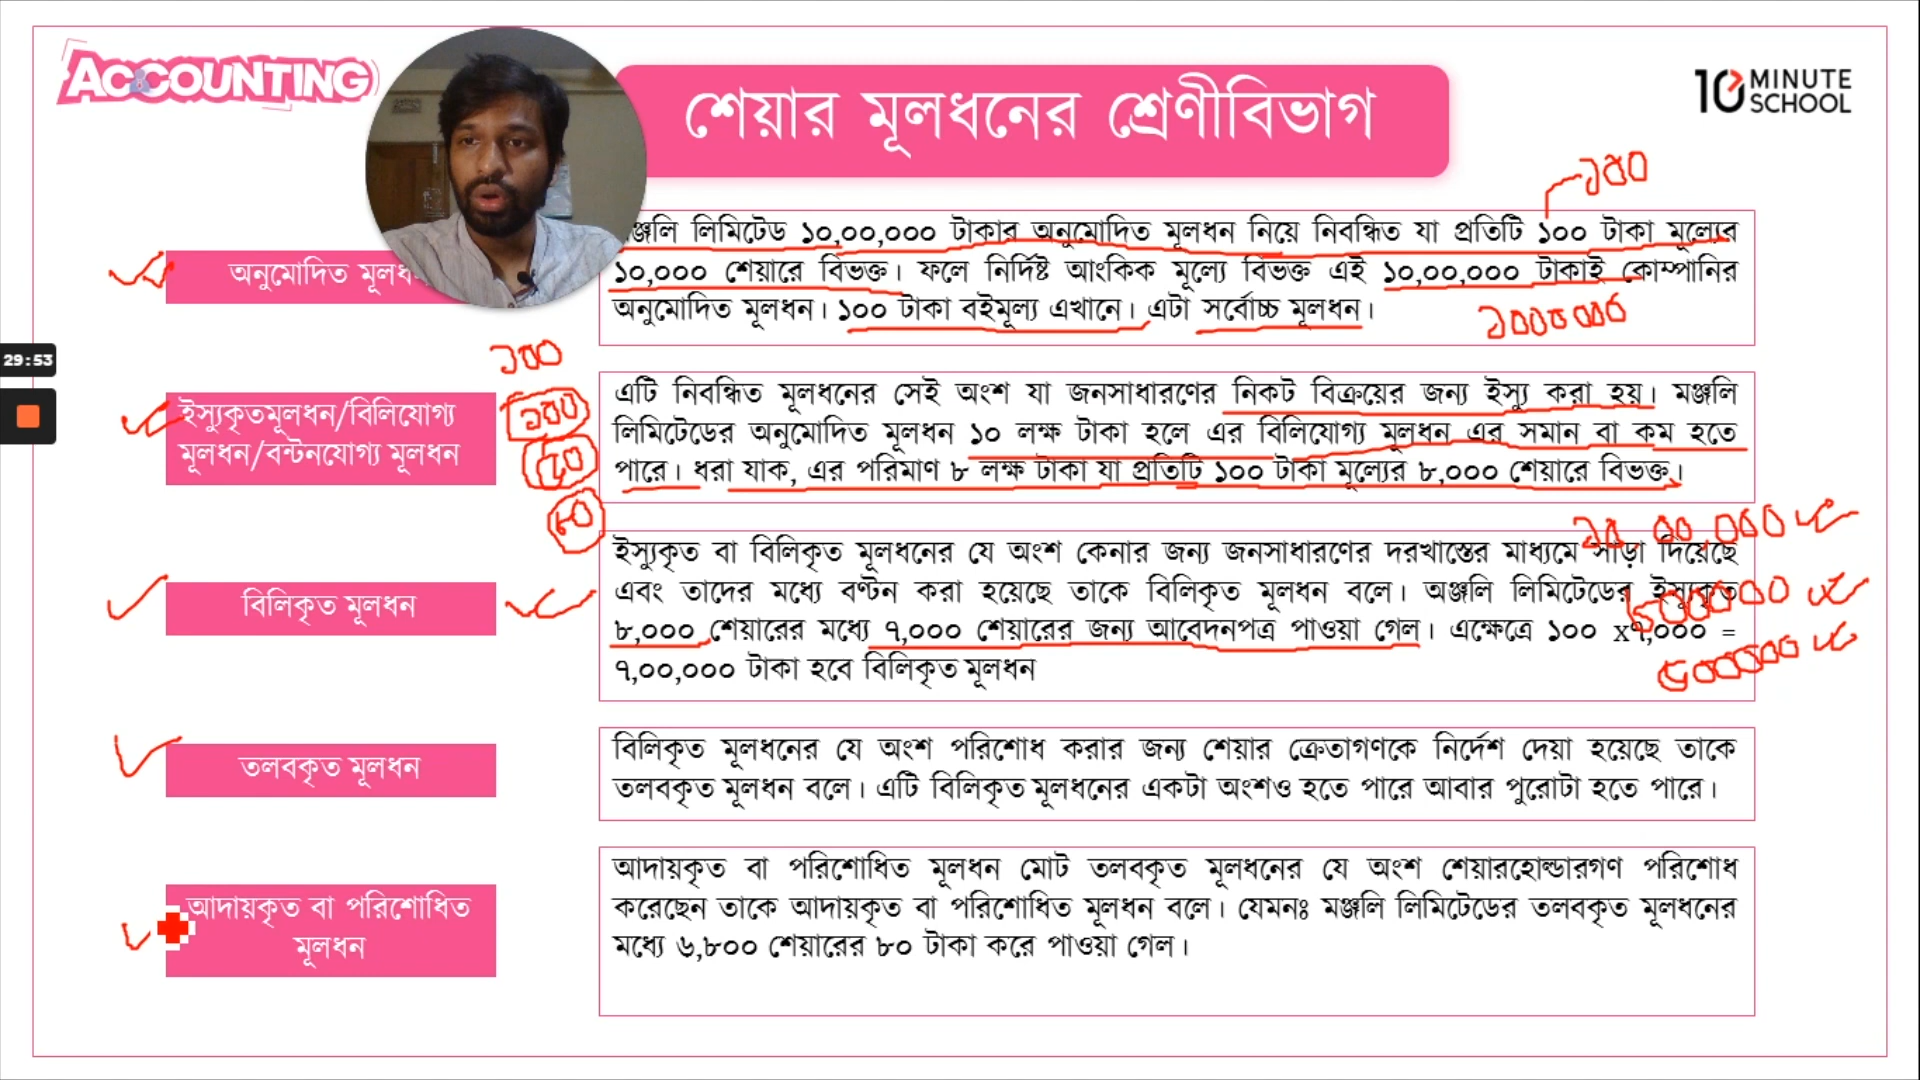 ACCOUNTING
শেয়ার মূলধনের শ্রেণীবিভাগ
10 MINUTE
SCHOOL
১০০
অনুমোদিত
ঞ্জলি লিমিটেড ১০,০০,০০০ টাকার অনুমোদিত মূলধন নিয়ে নিবন্ধিত যা প্রতিটি ১০০ টাকা মূল্যের
১০,০০০ শেয়ারে বিভক্ত। ফলে নির্দিষ্ট আংকিক মূল্যে বিভক্ত এই ১০,০০,০০০ টাকাই কোম্পানির
অনুমোদিত মূলধন। ১০০ টাকা বইমূল্য এখানে। এটা সর্বোচ্চ মূলধন।
১০০০০০০
29:53
১০০
ইস্যুকৃতমূলধন/বিলিযোগ্য
মূলধন/বন্টনযোগ্য মূলধন
১০০
এটি নিবন্ধিত মূলধনের সেই অংশ যা জনসাধারণের নিকট বিক্রয়ের জন্য ইস্যু করা হয়। মঞ্জলি
লিমিটেডের অনুমোদিত মূলধন ১০ লক্ষ টাকা হলে এর বিলিযোগ্য মূলধন এর সমান বা কম হতে
পারে। ধরা যাক, এর পরিমাণ ৮ লক্ষ টাকা যা প্রতিটি ১০০ টাকা মূল্যের ৮,০০০ শেয়ারে বিভক্ত।
৮০
১০,০০,০০০
বিলিকৃত মূলধন
ইস্যুকৃত বা বিলিকৃত মূলধনের যে অংশ কেনার জন্য জনসাধারণের দরখাস্তের মাধ্যমে সাড়া দিয়েছে
এবং তাদের মধ্যে বণ্টন করা হয়েছে তাকে বিলিকৃত মূলধন বলে। অঞ্জলি লিমিটেডের ইস্যুকৃত
৮,০০০ শেয়ারের মধ্যে ৭,০০০ শেয়ারের জন্য আবেদনপত্র পাওয়া গেল। এক্ষেত্রে ১০০ x৭,০০০ =
৭,০০,০০০ টাকা হবে বিলিকৃত মূলধন
তলবকৃত মূলধন
বিলিকৃত মূলধনের যে অংশ পরিশোধ করার জন্য শেয়ার ক্রেতাগণকে নির্দেশ দেয়া হয়েছে তাকে
তলবকৃত মূলধন বলে। এটি বিলিকৃত মূলধনের একটা অংশও হতে পারে আবার পুরোটা হতে পারে।
আদায়কৃত বা পরিশোধিত
মূলধন
আদায়কৃত বা পরিশোধিত মূলধন মোট তলবকৃত মূলধনের যে অংশ শেয়ারহোল্ডারগণ পরিশোধ
করেছেন তাকে আদায়কৃত বা পরিশোধিত মূলধন বলে। যেমনঃ মঞ্জলি লিমিটেডের তলবকৃত মূলধনের
মধ্যে ৬,৮০০ শেয়ারের ৮০ টাকা করে পাওয়া গেল।